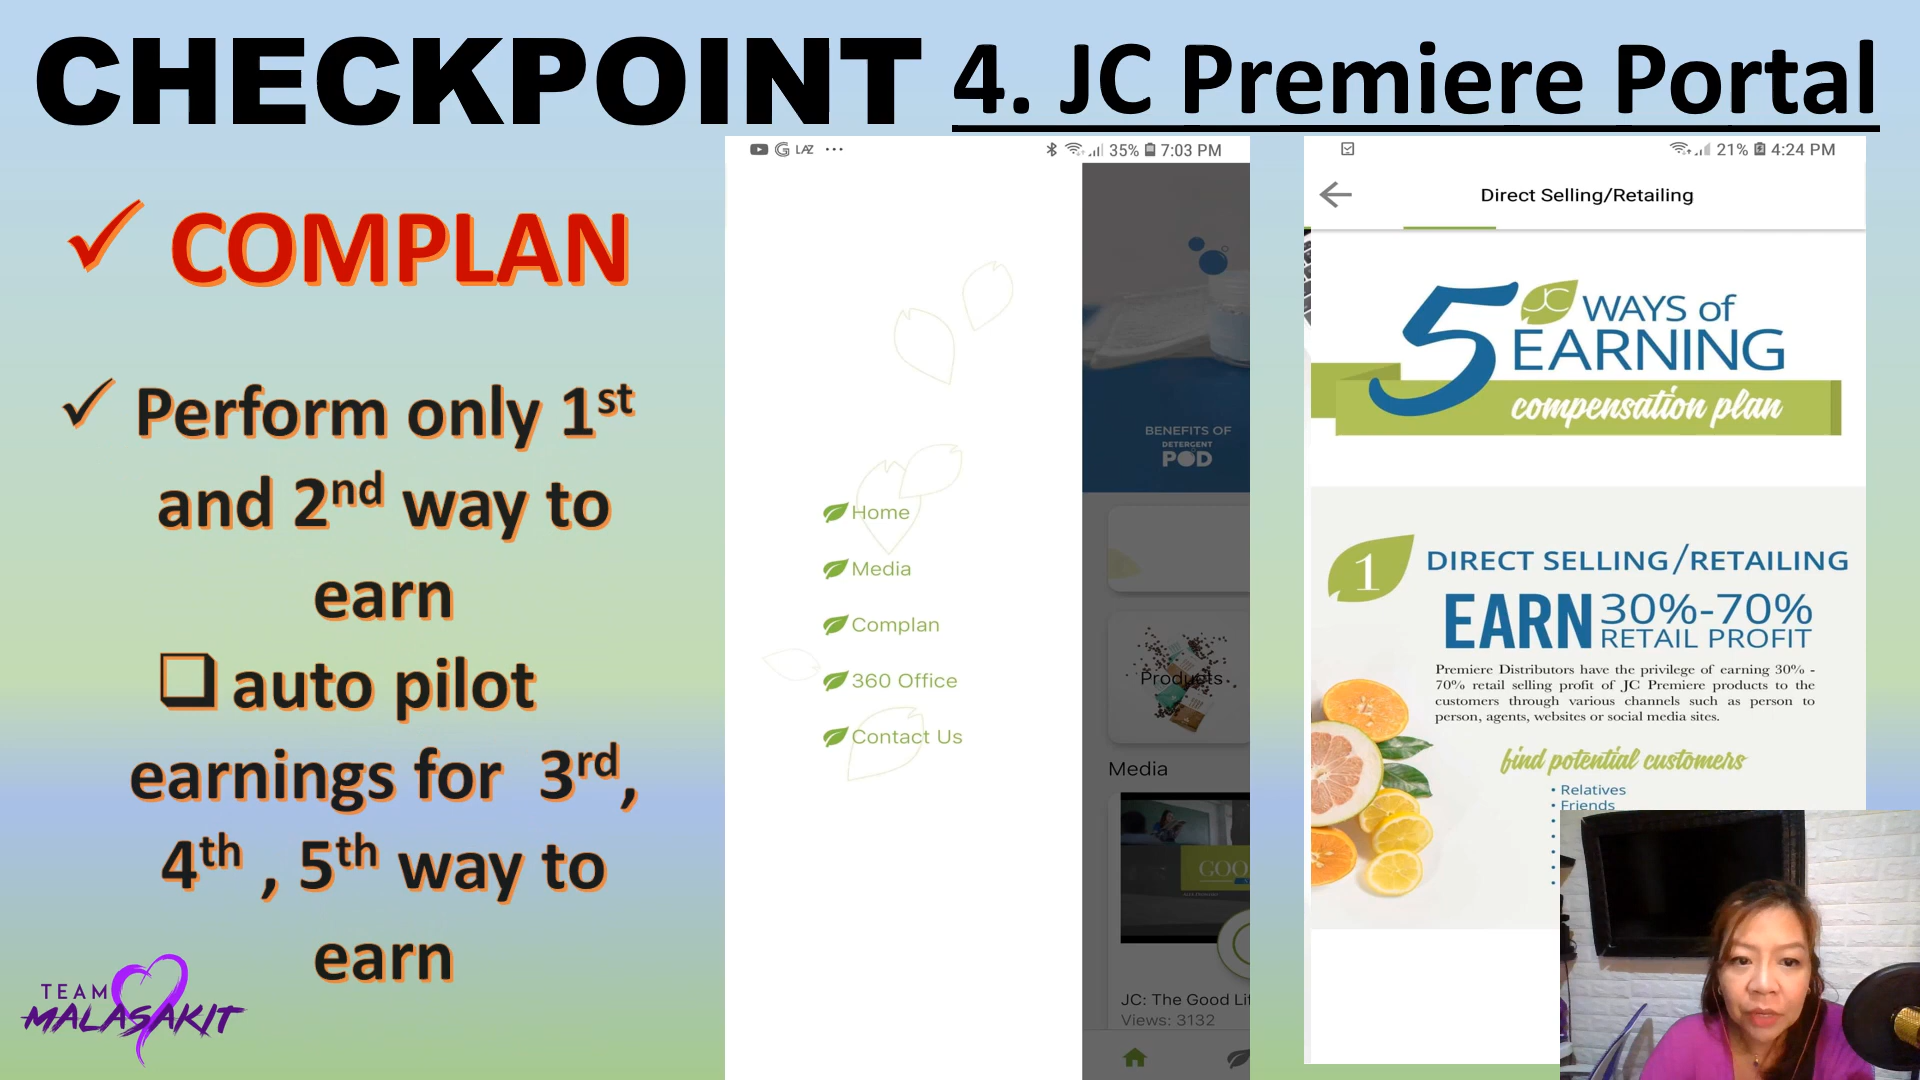 CHECKPOINT 4. JC Premiere Portal
✓ COMPLAN
✓ Perform only 1st
and 2nd way to
earn
❑ auto pilot
earnings for 3rd,
4th , 5th way to
earn
TEAM
MALASAKIT
LAZ ··· 35% 7:03 PM
BENEFITS OF
DETERGENT
POD
Home
Media
Complan
360 Office
Contact Us
Products
Media
GOO
JC: The Good Li
Views: 3132
21% 4:24 PM
Direct Selling/Retailing
5 JC WAYS of
EARNING
compensation plan
1 DIRECT SELLING/RETAILING
EARN 30%-70%
RETAIL PROFIT
Premiere Distributors have the privilege of earning 30% -
70% retail selling profit of JC Premiere products to the
customers through various channels such as person to
person, agents, websites or social media sites.
find potential customers
• Relatives
• Friends